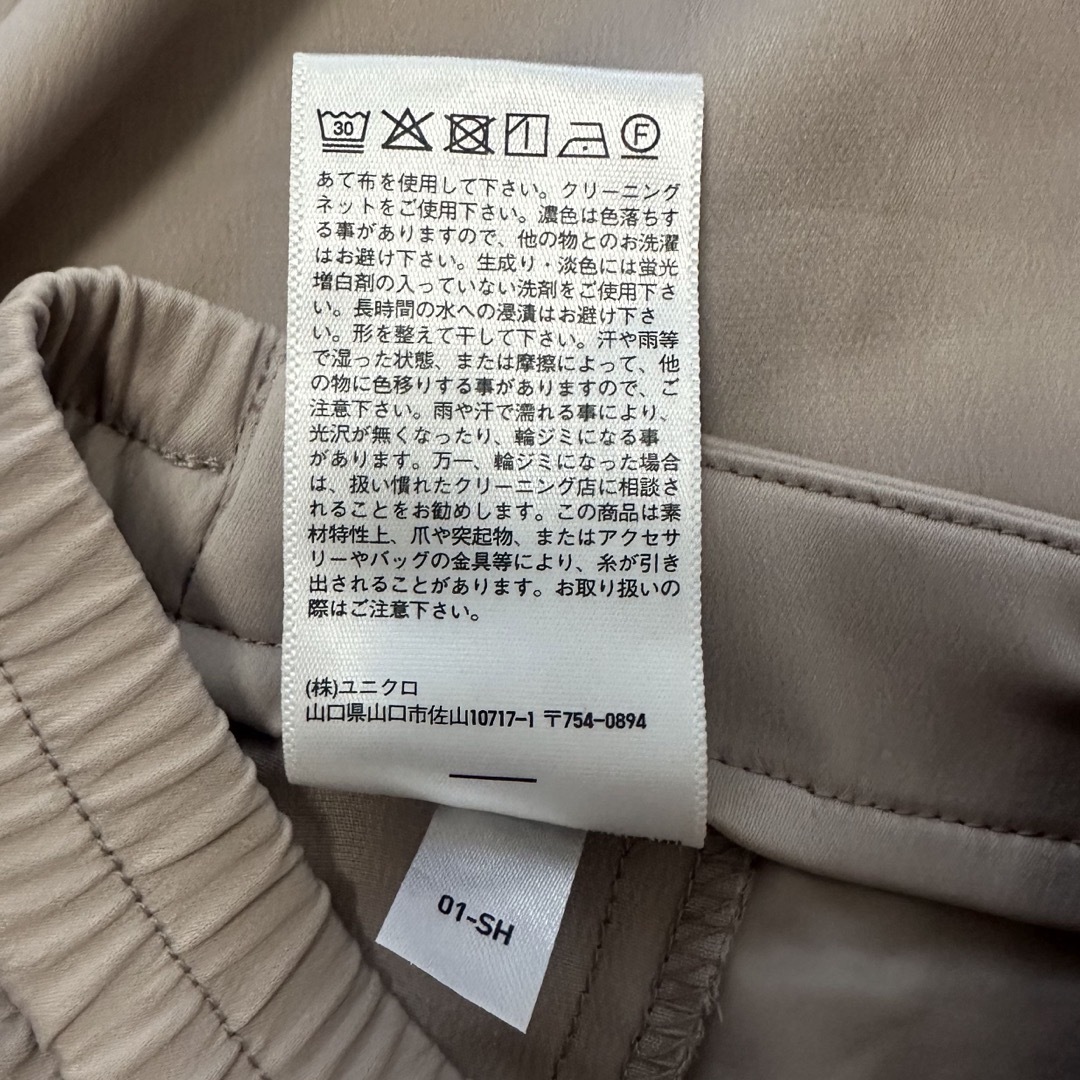 30 F
あて布を使用して下さい。クリーニング
ネットをご使用下さい。濃色は色落ちす
る事がありますので、他の物とのお洗濯
はお避け下さい。生成り・淡色には蛍光
増白剤の入っていない洗剤をご使用下さ
い。長時間の水への浸漬はお避け下さ
い。形を整えて干して下さい。汗や雨等
で湿った状態、または摩擦によって、他
の物に色移りする事がありますので、ご
注意下さい。雨や汗で濡れる事により、
光沢が無くなったり、輪ジミになる事
があります。万一、輪ジミになった場合
は、扱い慣れたクリーニング店に相談さ
れることをお勧めします。この商品は素
材特性上、爪や突起物、またはアクセサ
リーやバッグの金具等により、糸が引き
出されることがあります。お取り扱いの
際はご注意下さい。
(株)ユニクロ
山口県山口市佐山10717-1 〒754-0894
01-SH